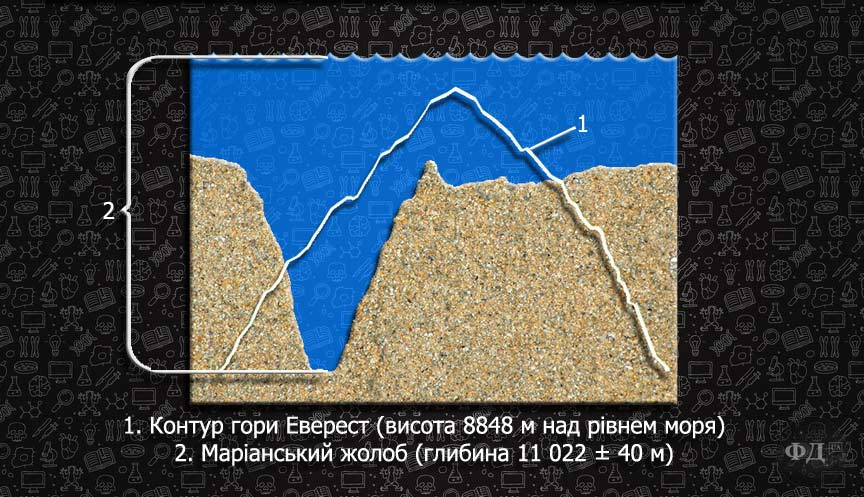 1
2
1. Контур гори Еверест (висота 8848 м над рівнем моря)
2. Маріанський жолоб (глибина 11 022 ± 40 м)
ФД